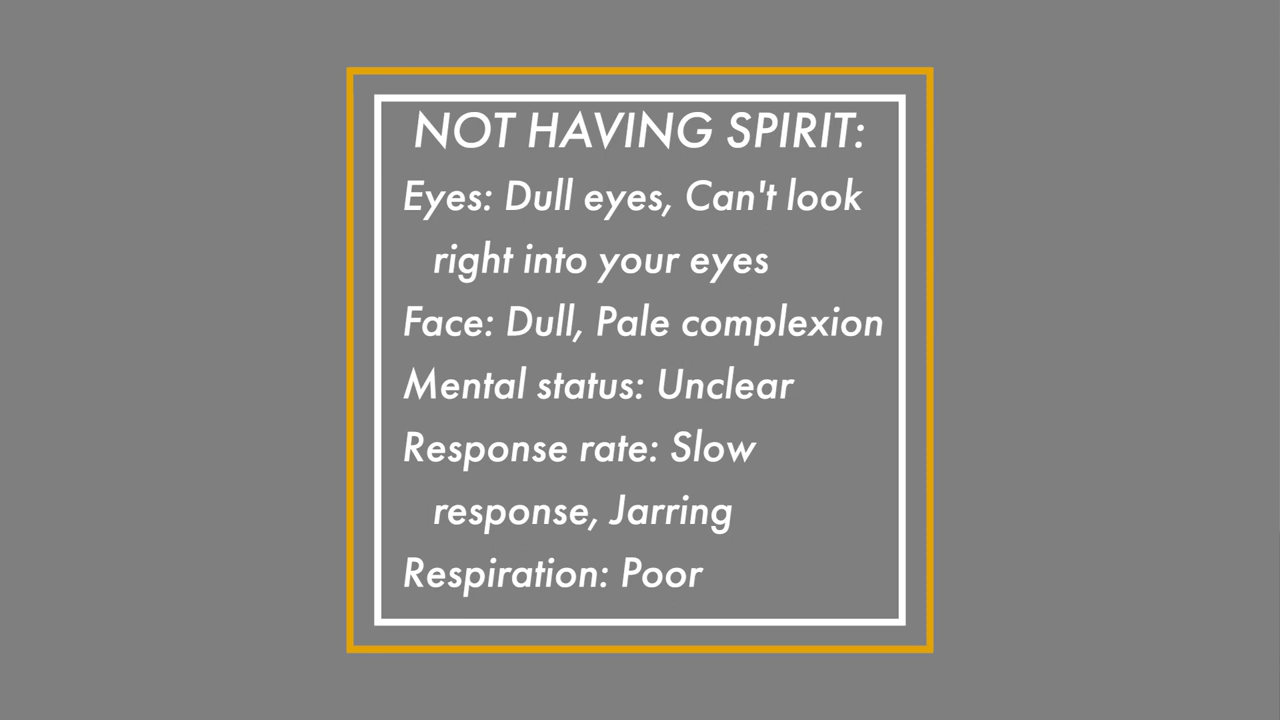 NOT HAVING SPIRIT:
Eyes: Dull eyes, Can't look
right into your eyes
Face: Dull, Pale complexion
Mental status: Unclear
Response rate: Slow
response, Jarring
Respiration: Poor